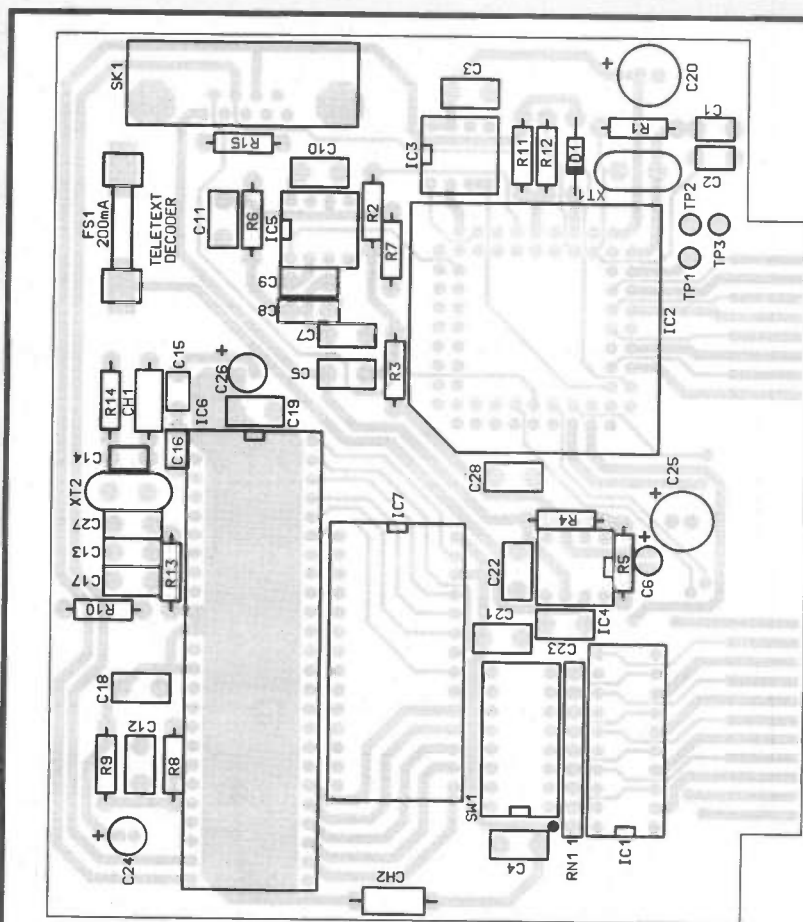 SK1
C3
+
C20
R15
C10
IC3
R11
R12
D1
R1
C1
C2
XT1
FS1
200mA
TELETEXT
DECODER
C11
R6
IC5
R2
R7
TP2
TP3
TP1
C9
C8
C7
IC2
C15
+
C26
C5
R3
R14
CH1
IC6
C19
C14
C16
XT2
C28
+
C25
C27
C13
C17
R13
IC7
R4
+
R5
C6
C22
R10
C21
C23
IC4
C18
R9
C12
R8
SW1
+
C24
C4
RN1 1
IC1
CH2